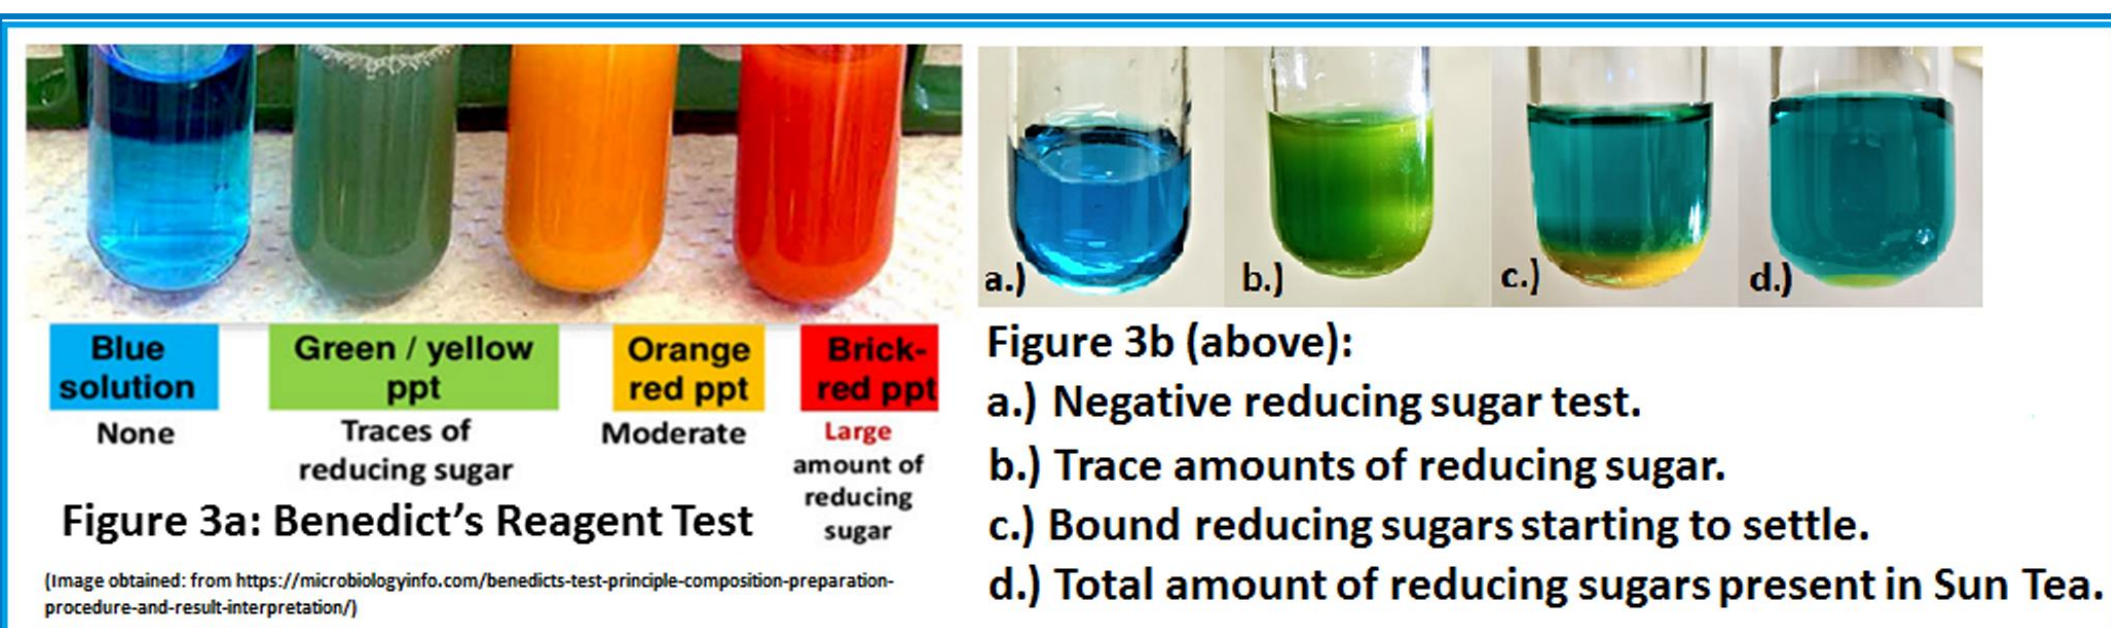 Blue
solution
None
Green / yellow
ppt
Traces of
reducing sugar
Orange
red ppt
Moderate
Brick-
red ppt
Large
amount of
reducing
sugar
Figure 3a: Benedict's Reagent Test
(Image obtained: from https://microbiologyinfo.com/benedicts-test-principle-composition-preparation-
procedure-and-result-interpretation/)
a.)
b.)
c.)
d.)
Figure 3b (above):
a.) Negative reducing sugar test.
b.) Trace amounts of reducing sugar.
c.) Bound reducing sugars starting to settle.
d.) Total amount of reducing sugars present in Sun Tea.